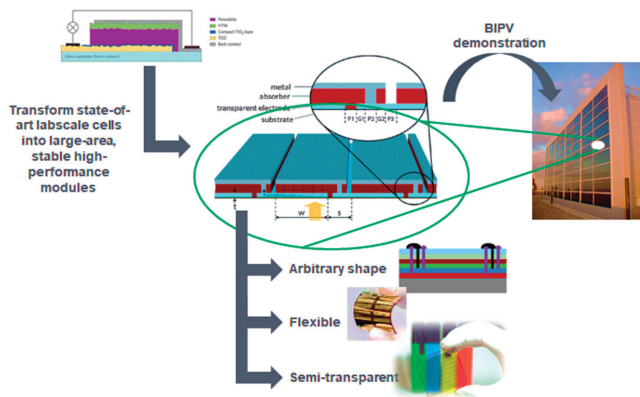 Perovskite
HTM
Compact TiO₂ layer
TCO
Back contact
BIPV
demonstration
Transform state-of-
art labscale cells
into large-area,
stable high-
performance
modules
metal
absorber
transparent electrode
substrate
P1 G1 P2 G2 P3
W
S
Arbitrary shape
Flexible
Semi-transparent